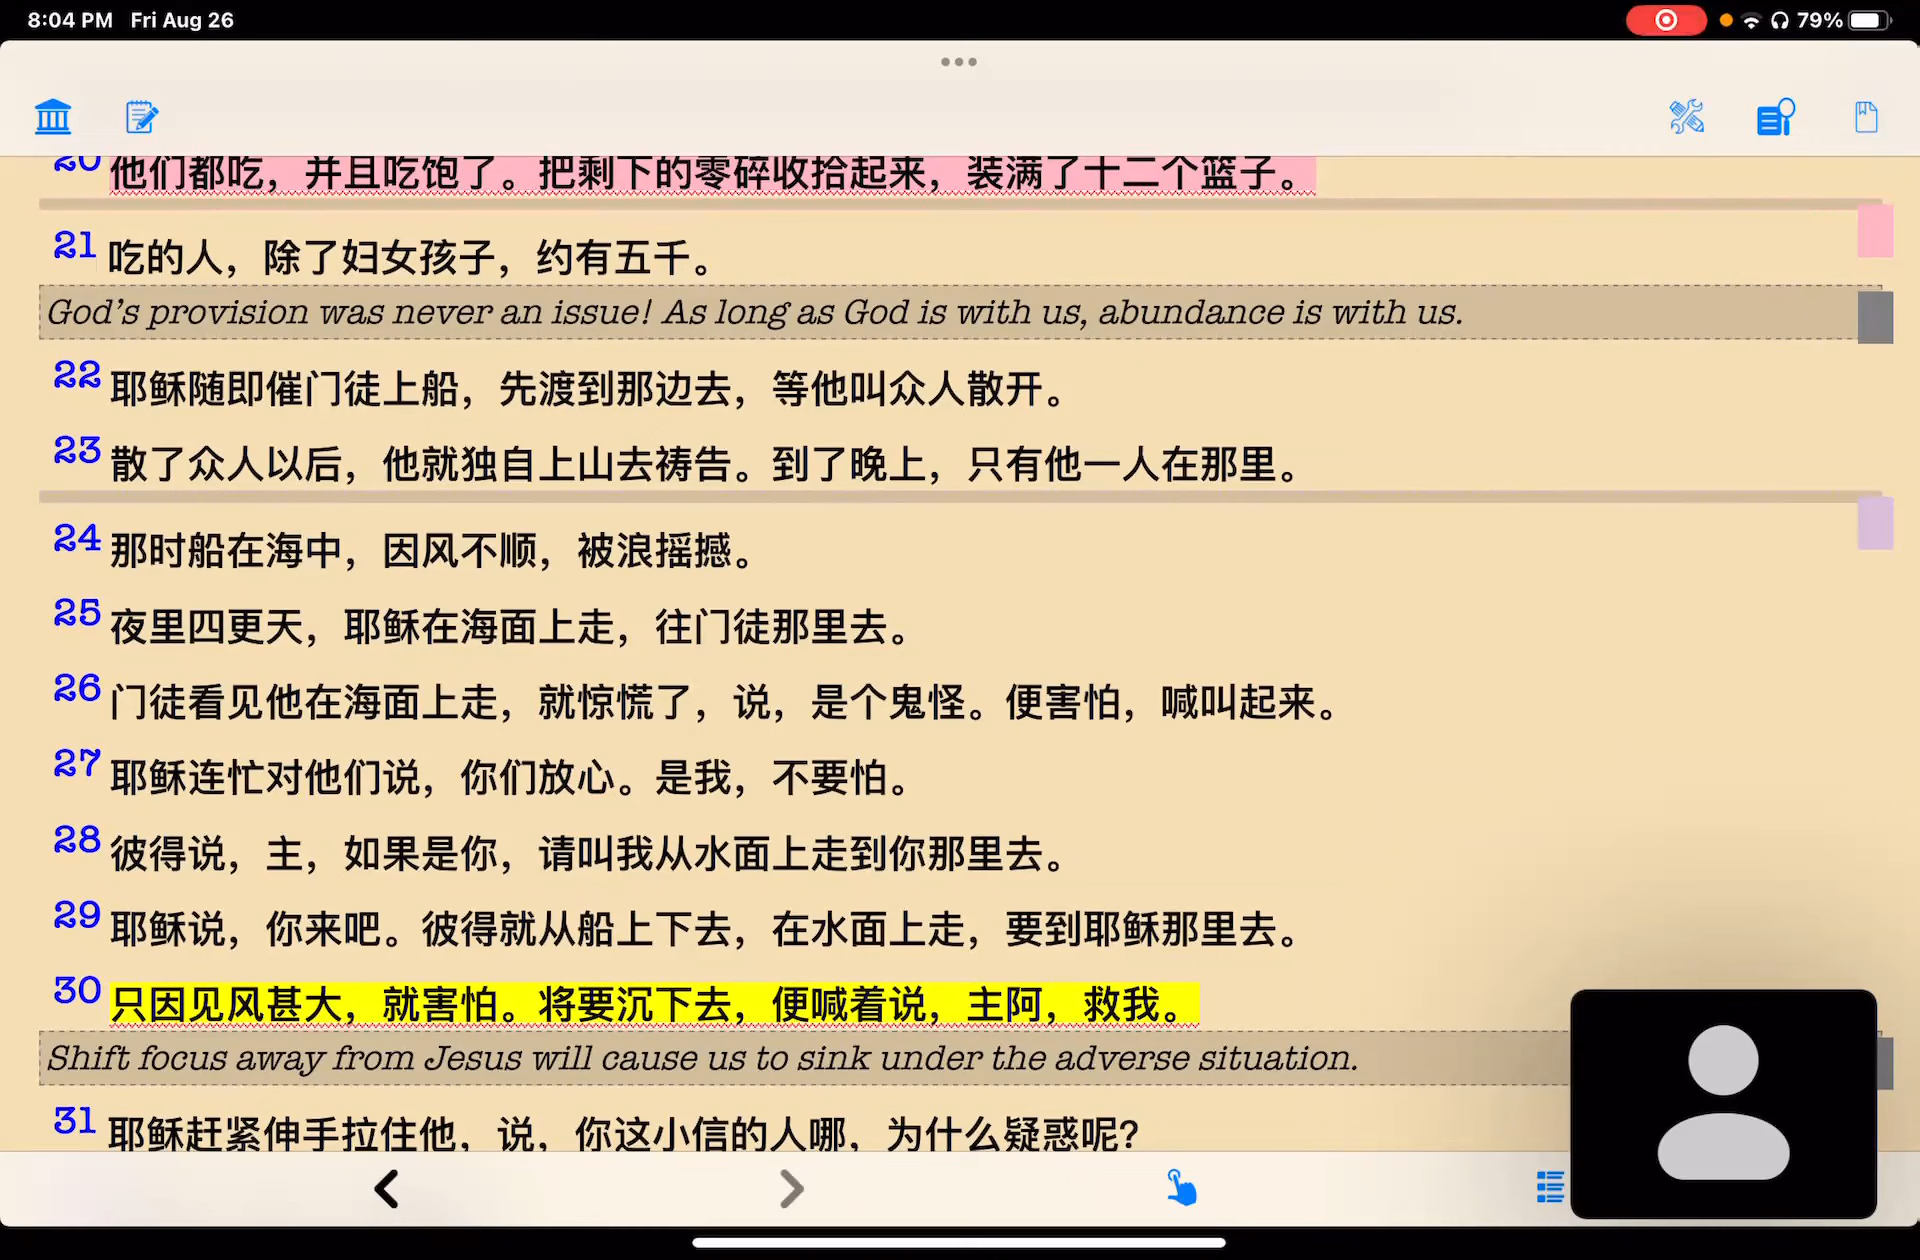 8:04 PM Fri Aug 26 79%
20 他们都吃，并且吃饱了。把剩下的零碎收拾起来，装满了十二个篮子。
21 吃的人，除了妇女孩子，约有五千。
God’s provision was never an issue! As long as God is with us, abundance is with us.
22 耶稣随即催门徒上船，先渡到那边去，等他叫众人散开。
23 散了众人以后，他就独自上山去祷告。到了晚上，只有他一人在那里。
24 那时船在海中，因风不顺，被浪摇撼。
25 夜里四更天，耶稣在海面上走，往门徒那里去。
26 门徒看见他在海面上走，就惊慌了，说，是个鬼怪。便害怕，喊叫起来。
27 耶稣连忙对他们说，你们放心。是我，不要怕。
28 彼得说，主，如果是你，请叫我从水面上走到你那里去。
29 耶稣说，你来吧。彼得就从船上下去，在水面上走，要到耶稣那里去。
30 只因见风甚大，就害怕。将要沉下去，便喊着说，主阿，救我。
Shift focus away from Jesus will cause us to sink under the adverse situation.
31 耶稣赶紧伸手拉住他，说，你这小信的人哪，为什么疑惑呢？